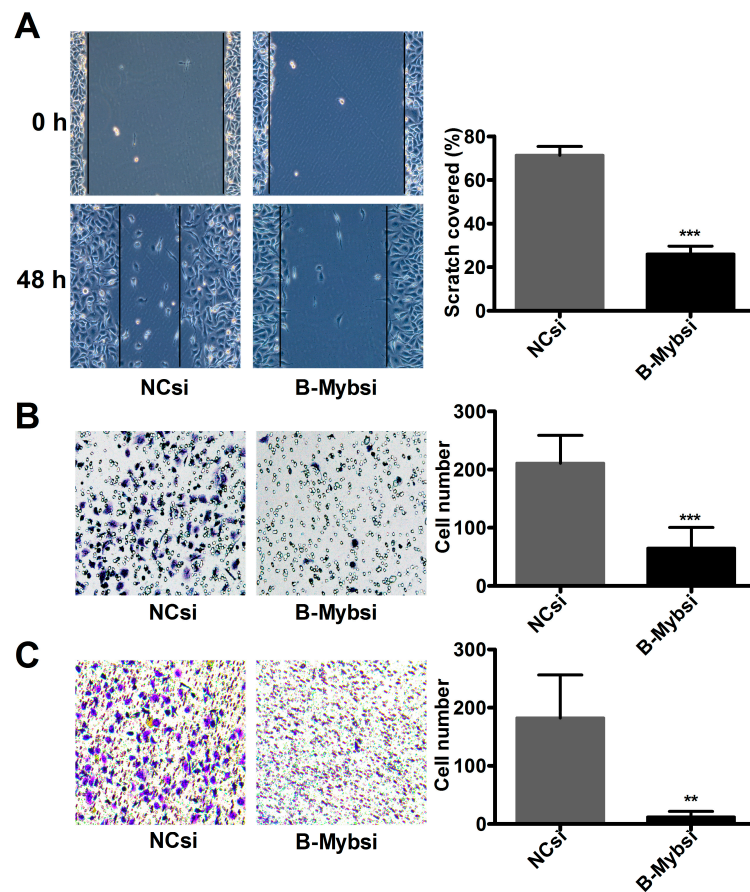 A
0 h
48 h
NCsi
B-Mybsi
Scratch covered (%)
80
60
40
20
0
***
NCsi
B-Mybsi
B
NCsi
B-Mybsi
Cell number
300
200
100
0
***
NCsi
B-Mybsi
C
NCsi
B-Mybsi
Cell number
300
200
100
0
**
NCsi
B-Mybsi